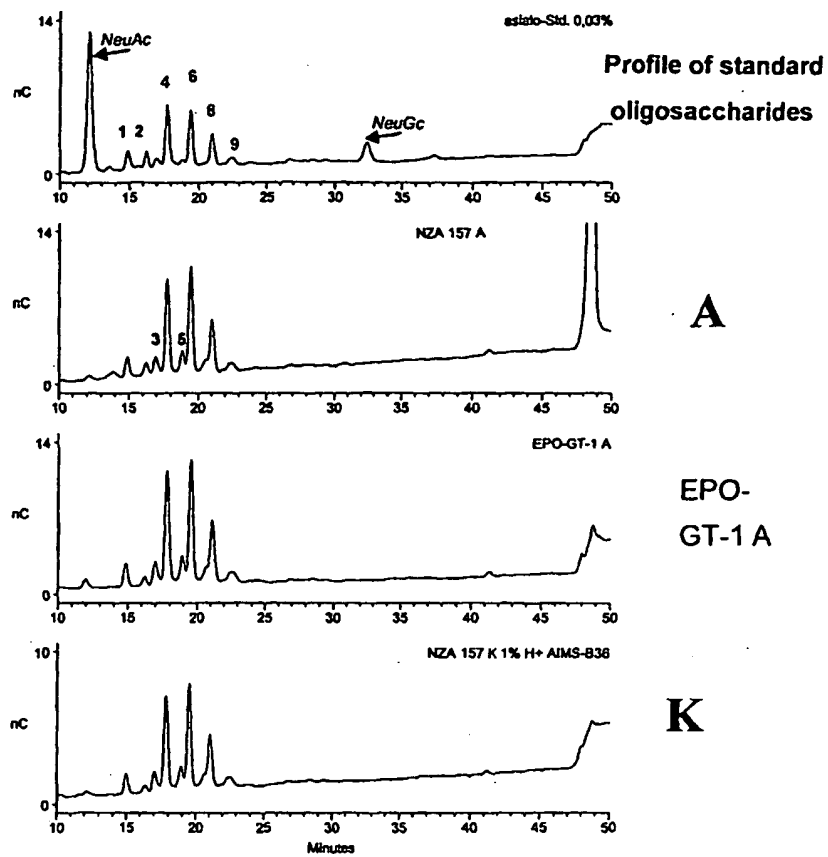 14
NeuAc
asialo-Std. 0,03%
Profile of standard
oligosaccharides
nC
4
6
1
2
8
9
NeuGc
0
10 15 20 25 30 35 40 45 50
14
NZA 157 A
nC
A
3
5
0
10 15 20 25 30 35 40 45 50
14
EPO-GT-1 A
nC
EPO-
GT-1 A
0
10 15 20 25 30 35 40 45 50
10
NZA 157 K 1% H+ AIMS-B36
nC
K
0
10 15 20 25 30 35 40 45 50
Minutes